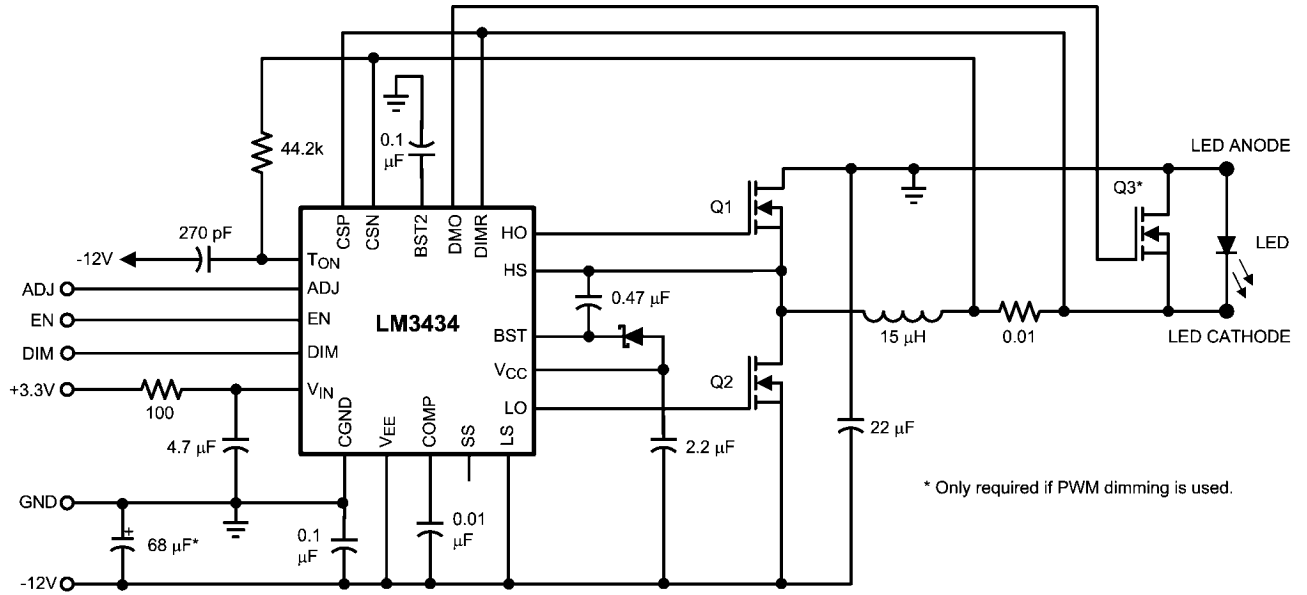 LED ANODE
44.2k
0.1
µF
Q3*
Q1
LED
270 pF
-12V
CSP
CSN
BST2
DMO
DIMR
HO
TON
ADJ
ADJ
HS
0.47 µF
EN
EN
LM3434
BST
15 µH
0.01
LED CATHODE
DIM
DIM
VCC
Q2
+3.3V
100
VIN
LO
CGND
VEE
COMP
SS
LS
4.7 µF
2.2 µF
22 µF
* Only required if PWM dimming is used.
GND
+
68 µF*
0.1
µF
0.01
µF
-12V